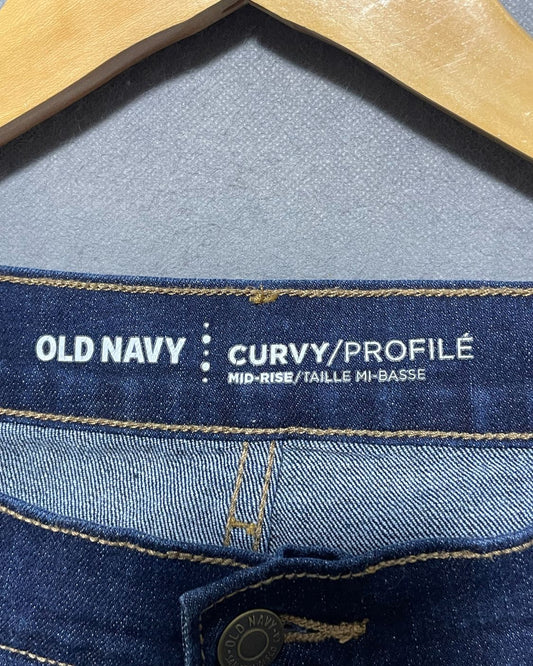 OLD NAVY
CURVY/PROFILÉ
MID-RISE/TAILLE MI-BASSE
OLD NAVY